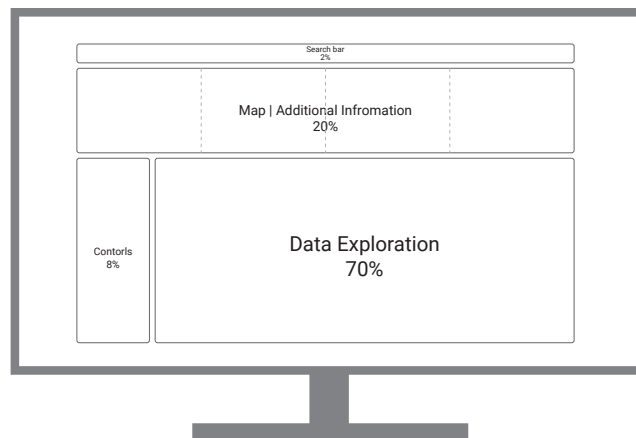 Search bar
2%
Map | Additional Infromation
20%
Contorls
8%
Data Exploration
70%